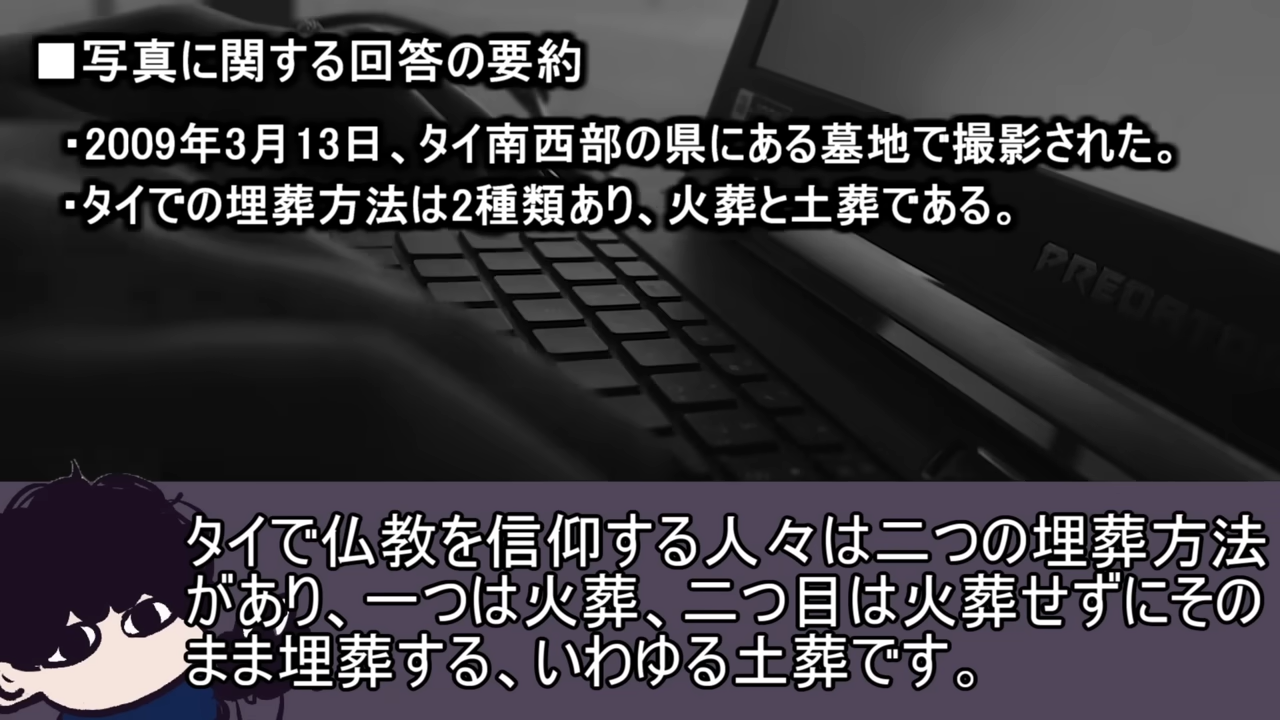 ■写真に関する回答の要約
・2009年3月13日、タイ南西部の県にある墓地で撮影された。
・タイでの埋葬方法は2種類あり、火葬と土葬である。
PREDATO
タイで仏教を信仰する人々は二つの埋葬方法
があり、一つは火葬、二つ目は火葬せずにその
まま埋葬する、いわゆる土葬です。